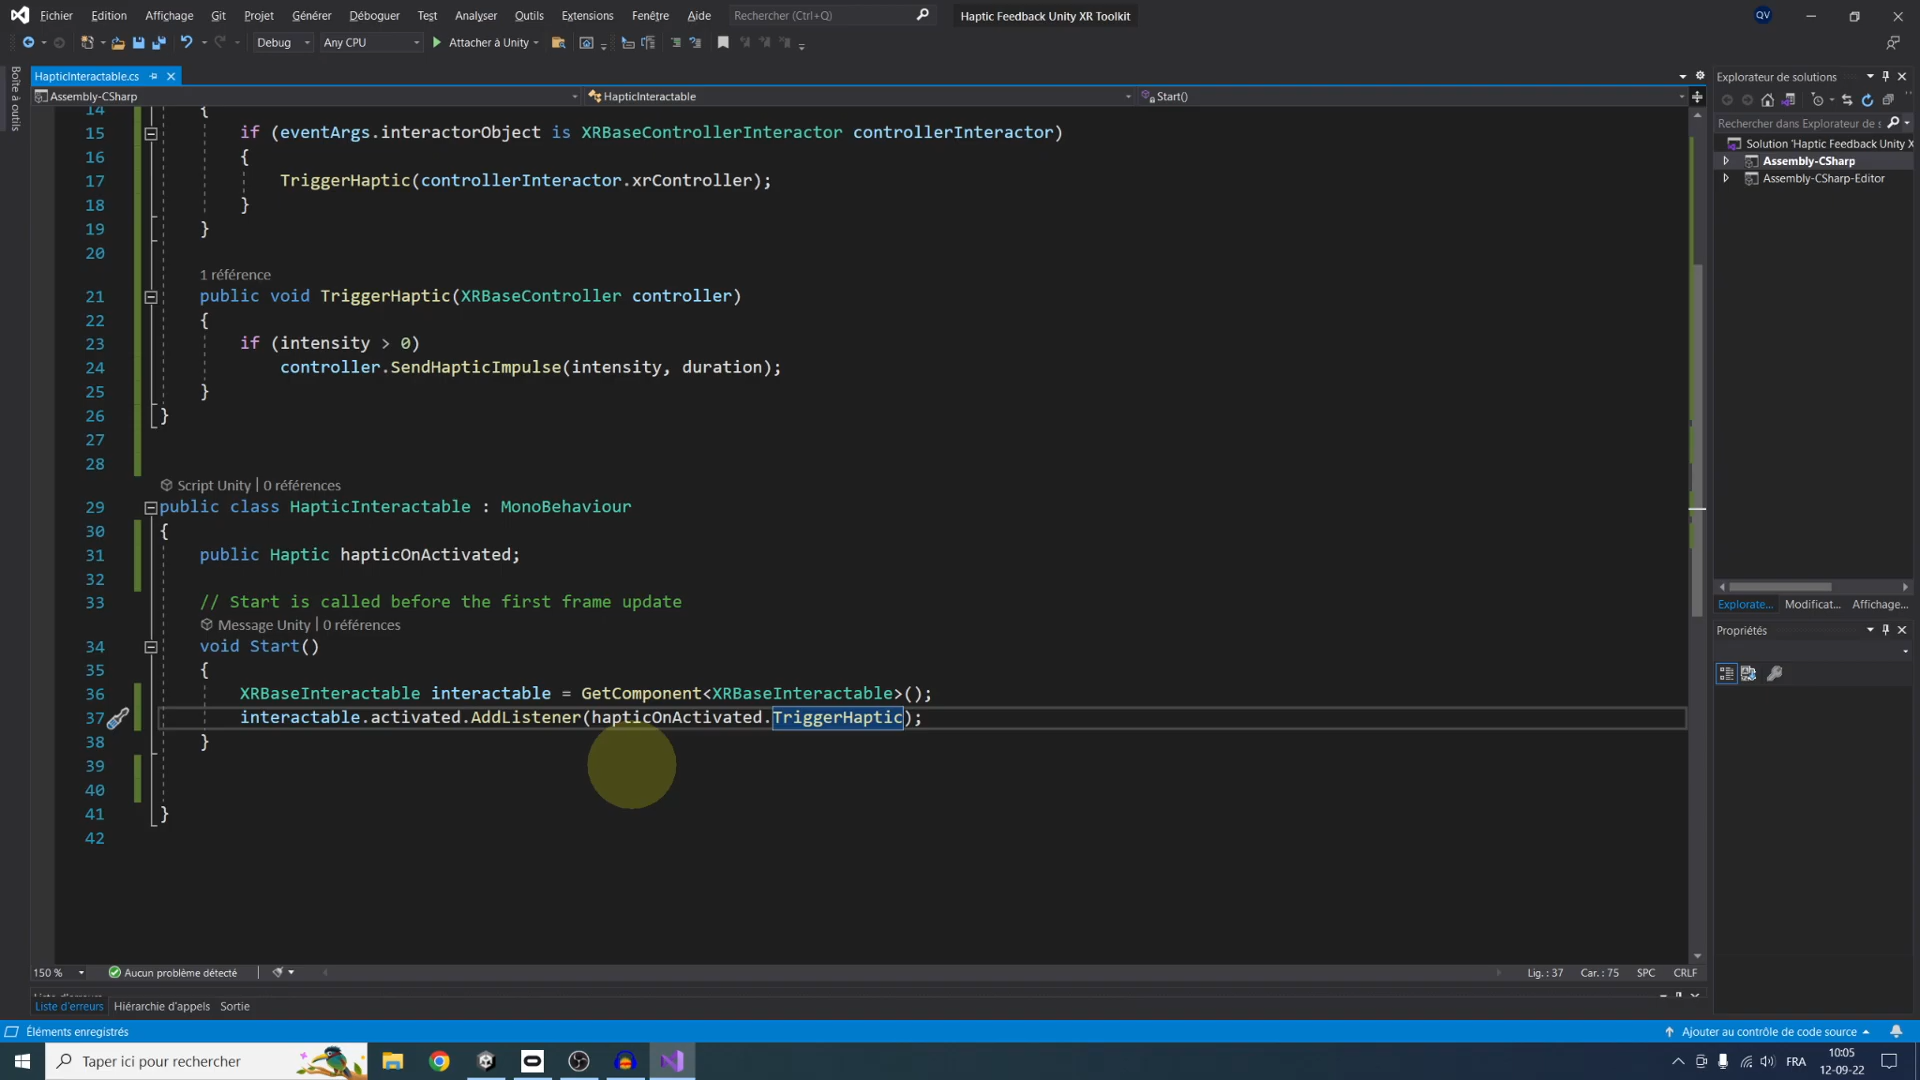 Fichier Edition Affichage Git Projet Générer Déboguer Test Analyser Outils Extensions Fenêtre Aide Rechercher (Ctrl+Q) Haptic Feedback Unity XR Toolkit QV
Debug Any CPU Attacher à Unity
Boîte à outils
HapticInteractable.cs
Assembly-CSharp HapticInteractable Start()
14 {
15 if (eventArgs.interactorObject is XRBaseControllerInteractor controllerInteractor)
16 {
17 TriggerHaptic(controllerInteractor.xrController);
18 }
19 }
20
1 référence
21 public void TriggerHaptic(XRBaseController controller)
22 {
23 if (intensity > 0)
24 controller.SendHapticImpulse(intensity, duration);
25 }
26 }
27
28
Script Unity | 0 références
29 public class HapticInteractable : MonoBehaviour
30 {
31 public Haptic hapticOnActivated;
32
33 // Start is called before the first frame update
Message Unity | 0 références
34 void Start()
35 {
36 XRBaseInteractable interactable = GetComponent<XRBaseInteractable>();
37 interactable.activated.AddListener(hapticOnActivated.TriggerHaptic);
38 }
39
40
41 }
42
150 % Aucun problème détecté Lig. : 37 Car. : 75 SPC CRLF
Liste d'erreurs Hiérarchie d'appels Sortie
Éléments enregistrés Ajouter au contrôle de code source
Explorateur de solutions
Rechercher dans Explorateur de s
Solution 'Haptic Feedback Unity X
Assembly-CSharp
Assembly-CSharp-Editor
Explorate... Modificat... Affichage...
Propriétés
Taper ici pour rechercher
FRA
10:05
12-09-22